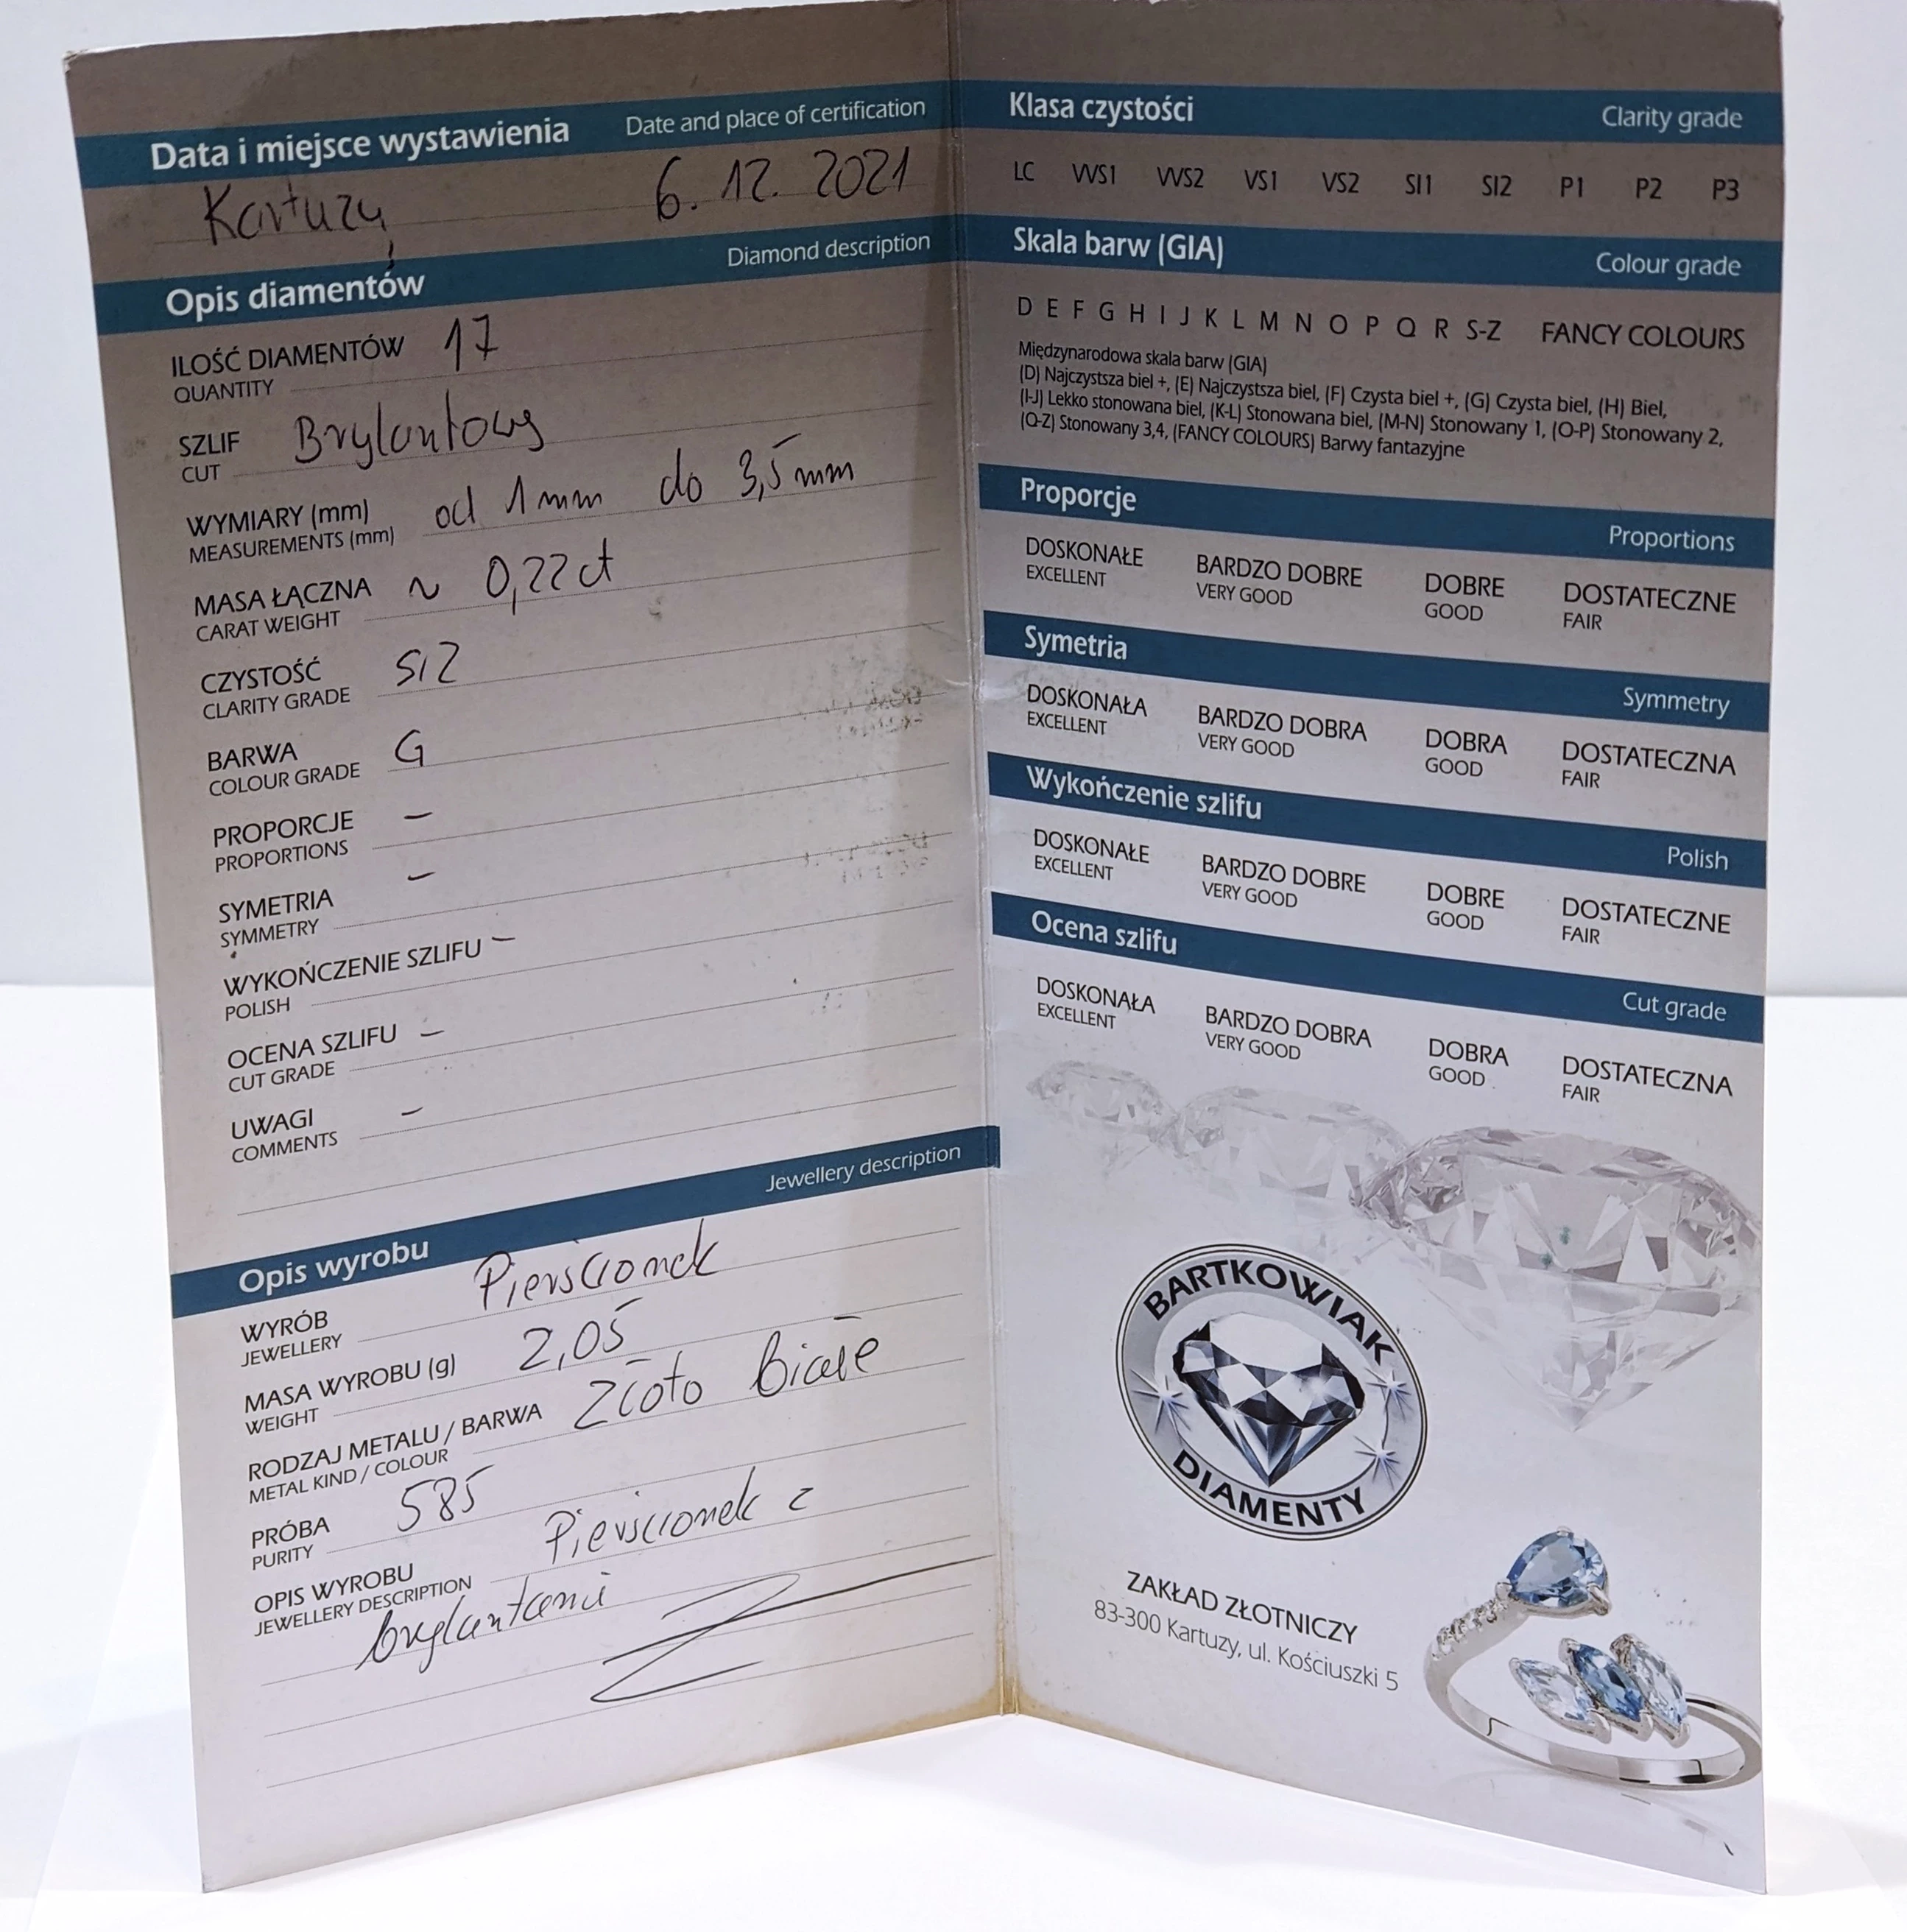 Data i miejsce wystawienia Date and place of certification
Kartuzy 6. 12. 2021
Opis diamentów Diamond description
ILOŚĆ DIAMENTÓW 17
QUANTITY
SZLIF Brylantowy
CUT
WYMIARY (mm) od 1mm do 3,5mm
MEASUREMENTS (mm)
MASA ŁĄCZNA ~ 0,22ct
CARAT WEIGHT
CZYSTOŚĆ SI2
CLARITY GRADE
BARWA G
COLOUR GRADE
PROPORCJE –
PROPORTIONS
SYMETRIA –
SYMMETRY
WYKOŃCZENIE SZLIFU –
POLISH
OCENA SZLIFU –
CUT GRADE
UWAGI –
COMMENTS
Opis wyrobu Jewellery description
WYRÓB Pierścionek
JEWELLERY
MASA WYROBU (g) 2,05
WEIGHT
RODZAJ METALU / BARWA Złoto Białe
METAL KIND / COLOUR
PRÓBA 585
PURITY
OPIS WYROBU Pierscionek z
JEWELLERY DESCRIPTION
brylantami
Klasa czystości Clarity grade
LC VVS1 VVS2 VS1 VS2 SI1 SI2 P1 P2 P3
Skala barw (GIA) Colour grade
D E F G H I J K L M N O P Q R S-Z FANCY COLOURS
Międzynarodowa skala barw (GIA)
(D) Najczystsza biel +, (E) Najczystsza biel, (F) Czysta biel +, (G) Czysta biel, (H) Biel,
(I-J) Lekko stonowana biel, (K-L) Stonowana biel, (M-N) Stonowany 1, (O-P) Stonowany 2,
(Q-Z) Stonowany 3,4, (FANCY COLOURS) Barwy fantazyjne
Proporcje Proportions
DOSKONAŁE BARDZO DOBRE DOBRE DOSTATECZNE
EXCELLENT VERY GOOD GOOD FAIR
Symetria Symmetry
DOSKONAŁA BARDZO DOBRA DOBRA DOSTATECZNA
EXCELLENT VERY GOOD GOOD FAIR
Wykończenie szlifu Polish
DOSKONAŁE BARDZO DOBRE DOBRE DOSTATECZNE
EXCELLENT VERY GOOD GOOD FAIR
Ocena szlifu Cut grade
DOSKONAŁA BARDZO DOBRA DOBRA DOSTATECZNA
EXCELLENT VERY GOOD GOOD FAIR
BARTKOWIAK
DIAMENTY
ZAKŁAD ZŁOTNICZY
83-300 Kartuzy, ul. Kościuszki 5